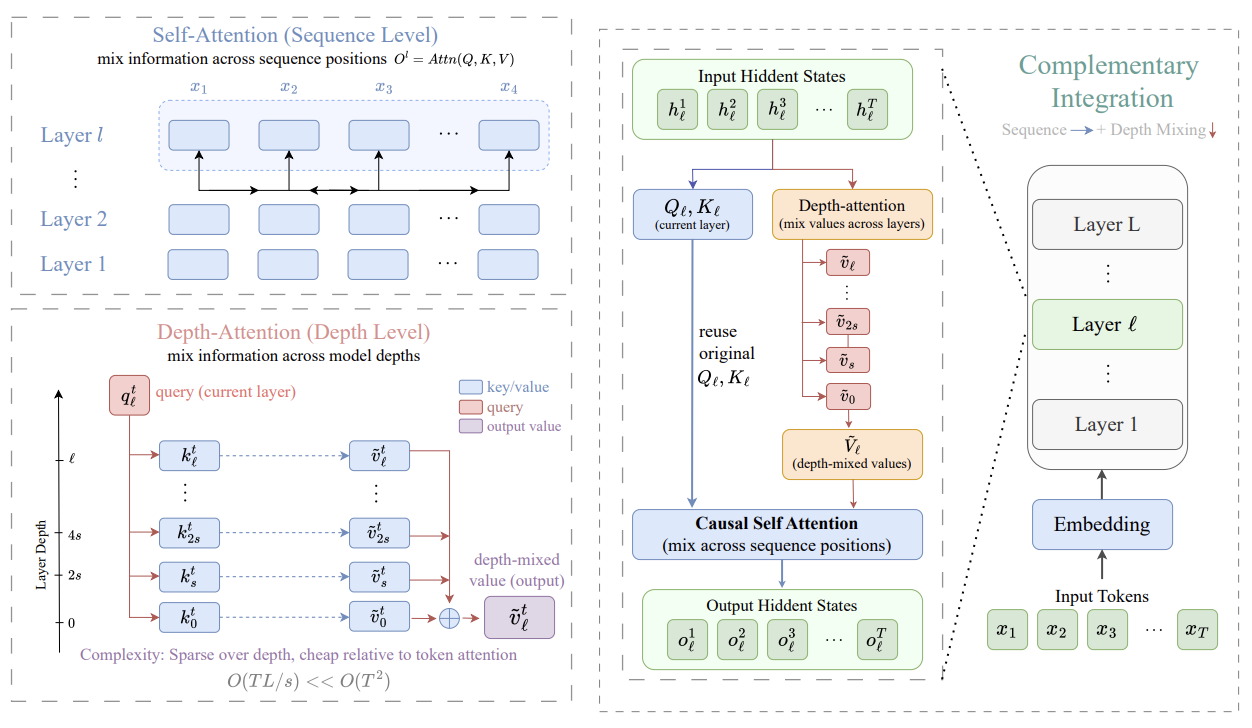 Self-Attention (Sequence Level)
mix information across sequence positions O^l = Attn(Q, K, V)
x_1 x_2 x_3 x_4
Layer l
⋯
⋮
Layer 2
⋯
Layer 1
⋯
Depth-Attention (Depth Level)
mix information across model depths
q_ℓ^t query (current layer)
key/value
query
output value
Layer Depth
ℓ
4s
2s
0
k_ℓ^t ṽ_ℓ^t
⋮ ⋮
k_{2s}^t ṽ_{2s}^t
k_s^t ṽ_s^t
k_0^t ṽ_0^t
depth-mixed
value (output)
ṽ_ℓ^t
Complexity: Sparse over depth, cheap relative to token attention
O(TL/s) << O(T^2)
Input Hiddent States
h_ℓ^1 h_ℓ^2 h_ℓ^3 ⋯ h_ℓ^T
Q_ℓ, K_ℓ
(current layer)
Depth-attention
(mix values across layers)
ṽ_ℓ
⋮
ṽ_{2s}
ṽ_s
ṽ_0
reuse
original
Q_ℓ, K_ℓ
Ṽ_ℓ
(depth-mixed values)
Causal Self Attention
(mix across sequence positions)
Output Hiddent States
o_ℓ^1 o_ℓ^2 o_ℓ^3 ⋯ o_ℓ^T
Complementary
Integration
Sequence → + Depth Mixing ↓
Layer L
⋮
Layer ℓ
⋮
Layer 1
Embedding
Input Tokens
x_1 x_2 x_3 ⋯ x_T